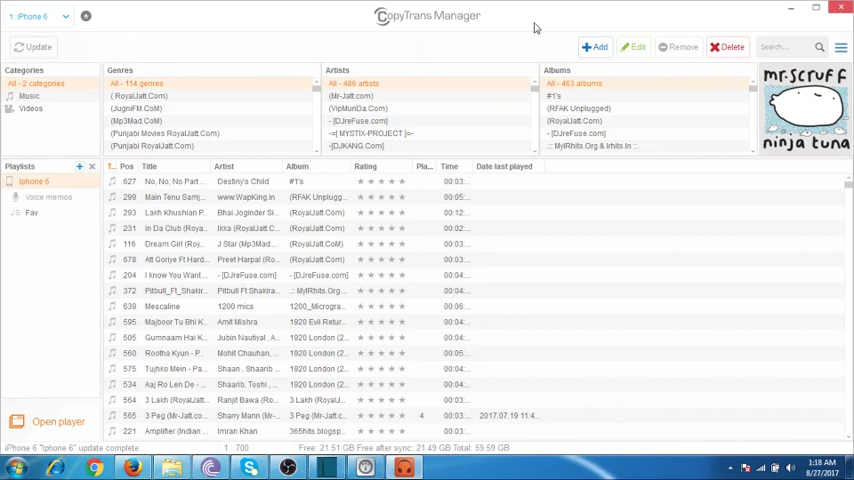 1: iPhone 6
CopyTrans Manager
Update
Add Edit Remove Delete Search...
Categories Genres Artists Albums
All - 2 categories All - 114 genres All - 486 artists All - 463 albums
Music ( RoyalJatt.Com) (Mr-Jatt.com) #1's
Videos (JugniFM.CoM) (VipMunDa.Com) (RFAK Unplugged)
(Mp3Mad.CoM) - [DJreFuse.com] (RoyalJatt.Com)
(Punjabi Movies RoyalJatt.Com) -=[ MYSTIX-PROJECT ]=- - [DJreFuse.com]
(Punjabi RoyalJatt.Com) -[DJKANG.Com] .:: MyIRhits.Org & Irhits.In ::.
mr.scruff
ninja tuna
Playlists T... Pos Title Artist Album Rating Pla... Time Date last played
Iphone 6 627 No, No, No Part ... Destiny's Child #1's 00:03:...
Voice memos 299 Main Tenu Samj... www.WapKing.in (RFAK Unplugg... 00:05:...
Fav 293 Lakh Khushian P... Bhai Joginder Si... (RoyalJatt.Com) 00:12:...
231 In Da Club (Roya... Ikka (RoyalJatt.C... (RoyalJatt.Com) 00:03:...
116 Dream Girl (Roy... J Star (Mp3Mad.... (RoyalJatt.CoM) 00:03:...
678 Att Goriye Ft Hard... Preet Harpal (Ro... (RoyalJatt.Com) 00:03:...
204 I know You Want ... - [DJreFuse.com] - [DJreFuse.com] 00:04:...
372 Pitbull_Ft_Shakir... Pitbull Ft Shakira... .:: MyIRhits.Org ... 00:04:...
639 Mescaline 1200 mics 1200_Microgra... 00:06:...
595 Majboor Tu Bhi K... Amit Mishra 1920 Evil Retur... 00:04:...
505 Gumnaam Hai K... Jubin Nautiyal , A... 1920 London (2... 00:04:...
560 Rootha Kyun - P... Mohit Chauhan, ... 1920 London (2... 00:05:...
575 Tujhko Mein - Pa... Shaan , Shaarib ... 1920 London (2... 00:04:...
534 Aaj Ro Len De - ... Shaarib, Toshi , ... 1920 London (2... 00:04:...
564 3 Lakh (RoyalJatt... Ranjit Bawa (Ro... 3 Lakh (RoyalJa... 00:03:...
565 3 Peg (Mr-Jatt.co... Sharry Mann (Mr-... 3 Peg (Mr-Jatt.c... 4 00:03:... 2017.07.19 11:4...
Open player
221 Amplifier (Indian ... Imran Khan 365hits.blogsp... 00:04:...
iPhone 6 "Iphone 6" update complete 1 : 700 Free: 21.51 GB Free after sync: 21.49 GB Total: 59.59 GB
1:18 AM
8/27/2017